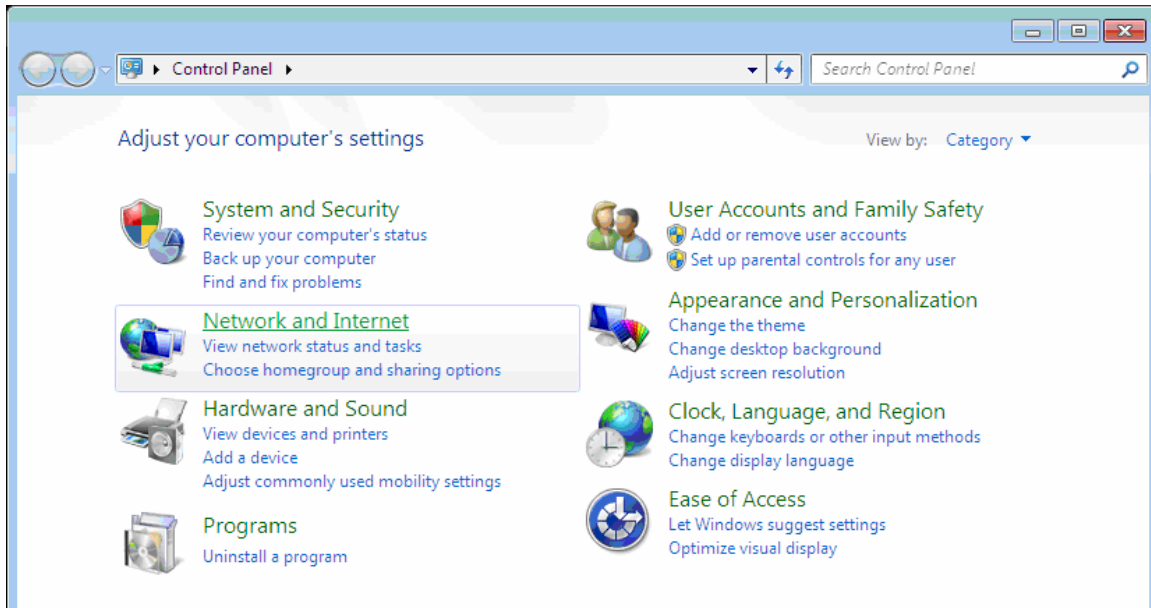 Control Panel
Search Control Panel
Adjust your computer's settings
View by: Category
System and Security
Review your computer's status
Back up your computer
Find and fix problems
Network and Internet
View network status and tasks
Choose homegroup and sharing options
Hardware and Sound
View devices and printers
Add a device
Adjust commonly used mobility settings
Programs
Uninstall a program
User Accounts and Family Safety
Add or remove user accounts
Set up parental controls for any user
Appearance and Personalization
Change the theme
Change desktop background
Adjust screen resolution
Clock, Language, and Region
Change keyboards or other input methods
Change display language
Ease of Access
Let Windows suggest settings
Optimize visual display